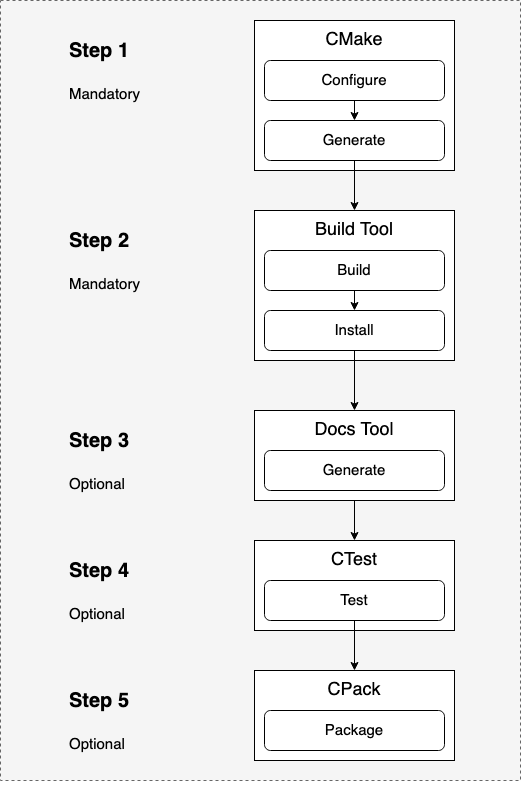 Step 1
Mandatory
CMake
Configure
Generate
Step 2
Mandatory
Build Tool
Build
Install
Step 3
Optional
Docs Tool
Generate
Step 4
Optional
CTest
Test
Step 5
Optional
CPack
Package